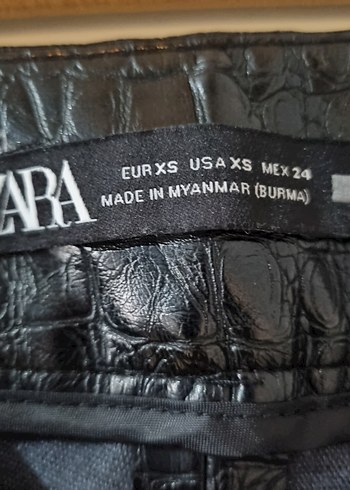 ZARA
EUR XS USA XS MEX 24
MADE IN MYANMAR (BURMA)